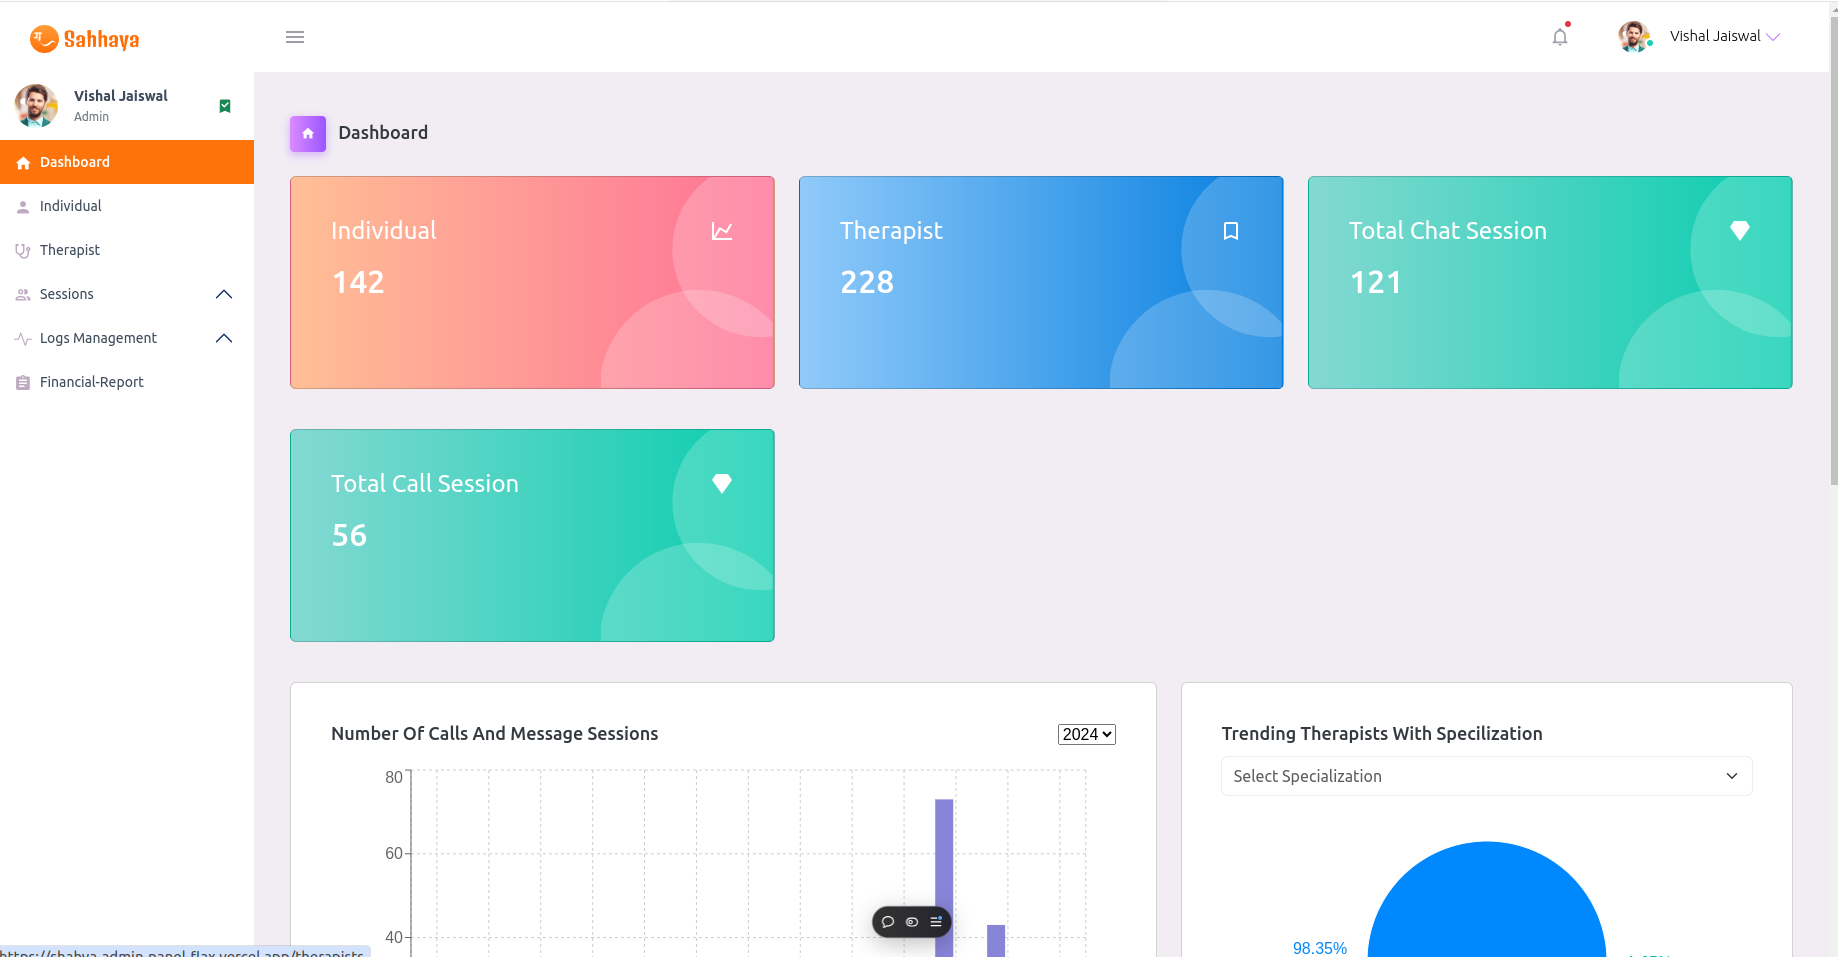 Sahhaya
Vishal Jaiswal
Vishal Jaiswal
Admin
Dashboard
Individual
Therapist
Sessions
Logs Management
Financial-Report
Dashboard
Individual
142
Therapist
228
Total Chat Session
121
Total Call Session
56
Number Of Calls And Message Sessions
2024
80
60
40
Trending Therapists With Specilization
Select Specialization
98.35%
https://shahya-admin-panel-flax.vercel.app/therapists